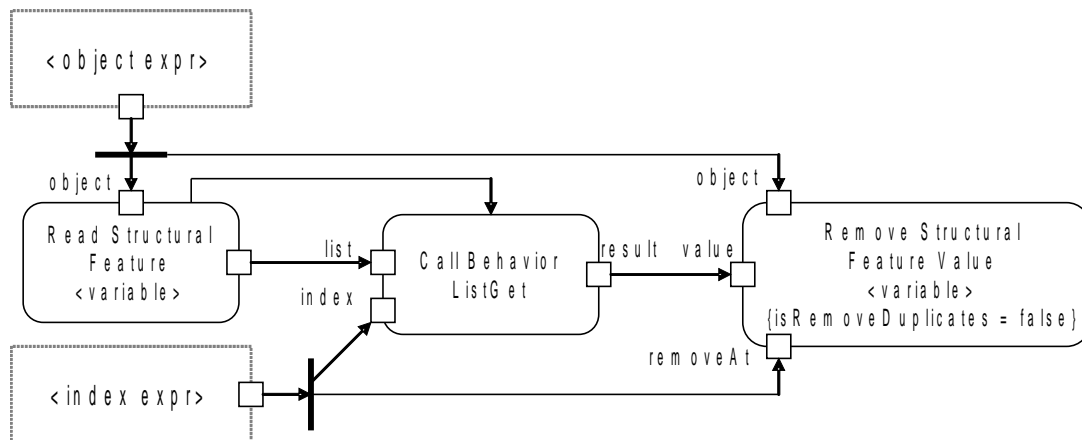 <object expr>
object
object
Read Structural
Feature
<variable>
list
index
CallBehavior
ListGet
result
value
Remove Structural
Feature Value
<variable>
{isRemoveDuplicates = false}
removeAt
<index expr>